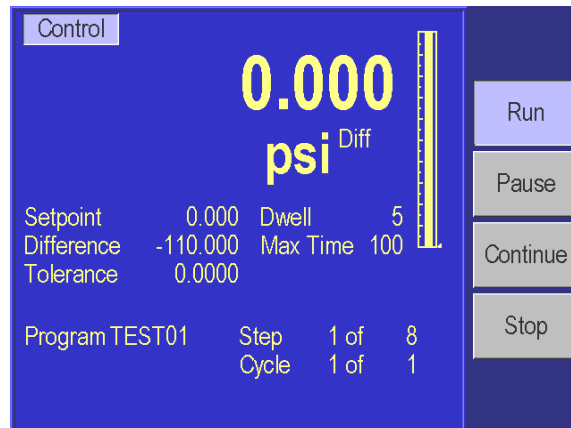 Control
0.000
psi Diff
Setpoint 0.000 Dwell 5
Difference -110.000 Max Time 100
Tolerance 0.0000
Program TEST01 Step 1 of 8
Cycle 1 of 1
Run
Pause
Continue
Stop